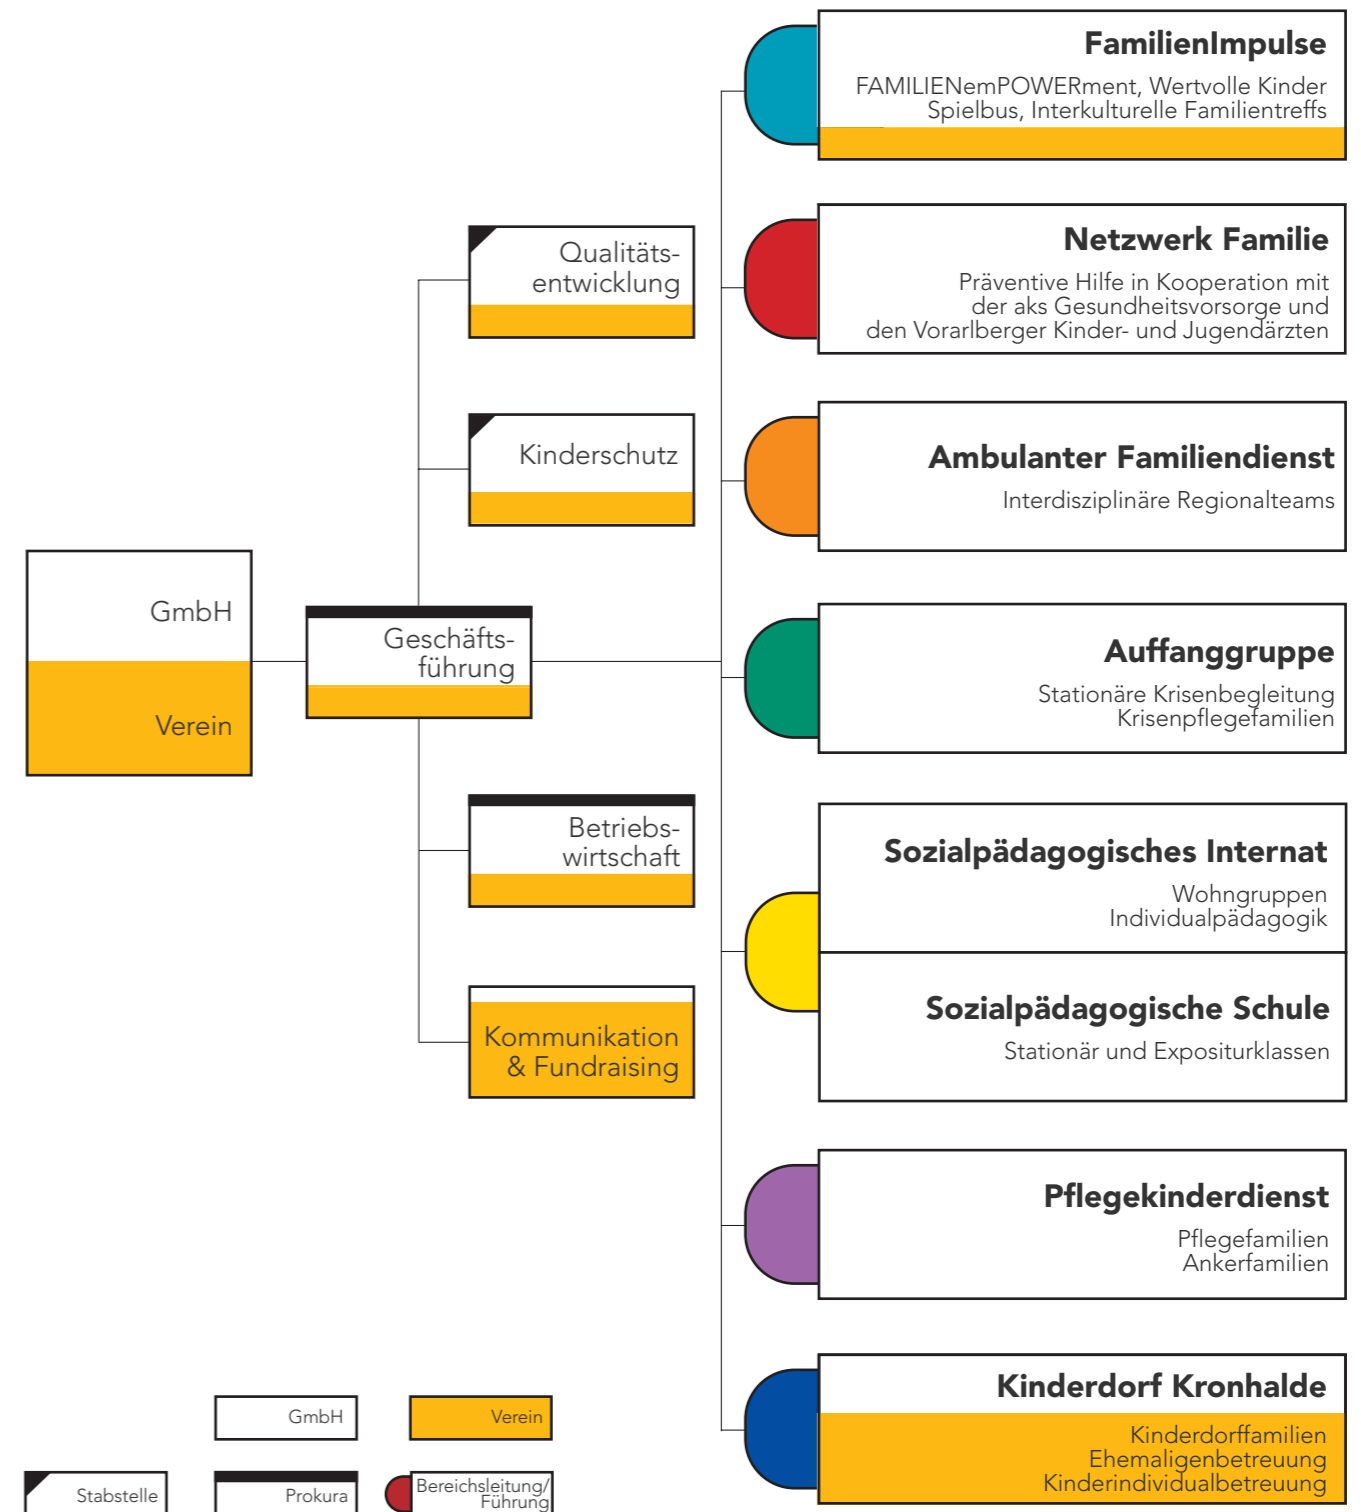 GmbH
Verein
Geschäfts-
führung
Qualitäts-
entwicklung
Kinderschutz
Betriebs-
wirtschaft
Kommunikation
& Fundraising
FamilienImpulse
FAMILIENemPOWERment, Wertvolle Kinder
Spielbus, Interkulturelle Familientreffs
Netzwerk Familie
Präventive Hilfe in Kooperation mit
der aks Gesundheitsvorsorge und
den Vorarlberger Kinder- und Jugendärzten
Ambulanter Familiendienst
Interdisziplinäre Regionalteams
Auffanggruppe
Stationäre Krisenbegleitung
Krisenpflegefamilien
Sozialpädagogisches Internat
Wohngruppen
Individualpädagogik
Sozialpädagogische Schule
Stationär und Expositurklassen
Pflegekinderdienst
Pflegefamilien
Ankerfamilien
Kinderdorf Kronhalde
Kinderdorffamilien
Ehemaligenbetreuung
Kinderindividualbetreuung
GmbH
Verein
Stabstelle
Prokura
Bereichsleitung/
Führung